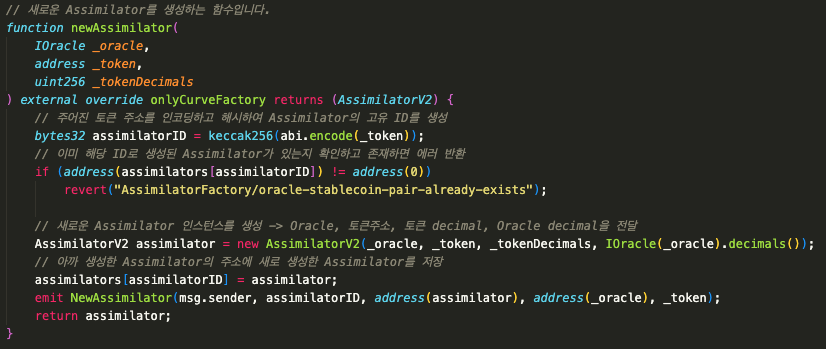 // 새로운 Assimilator를 생성하는 함수입니다.
function newAssimilator(
    IOracle _oracle,
    address _token,
    uint256 _tokenDecimals
) external override onlyCurveFactory returns (AssimilatorV2) {
    // 주어진 토큰 주소를 인코딩하고 해시하여 Assimilator의 고유 ID를 생성
    bytes32 assimilatorID = keccak256(abi.encode(_token));
    // 이미 해당 ID로 생성된 Assimilator가 있는지 확인하고 존재하면 에러 반환
    if (address(assimilators[assimilatorID]) != address(0))
        revert("AssimilatorFactory/oracle-stablecoin-pair-already-exists");
    // 새로운 Assimilator 인스턴스를 생성 -> Oracle, 토큰주소, 토큰 decimal, Oracle decimal을 전달
    AssimilatorV2 assimilator = new AssimilatorV2(_oracle, _token, _tokenDecimals, IOracle(_oracle).decimals());
    // 아까 생성한 Assimilator의 주소에 새로 생성한 Assimilator를 저장
    assimilators[assimilatorID] = assimilator;
    emit NewAssimilator(msg.sender, assimilatorID, address(assimilator), address(_oracle), _token);
    return assimilator;
}